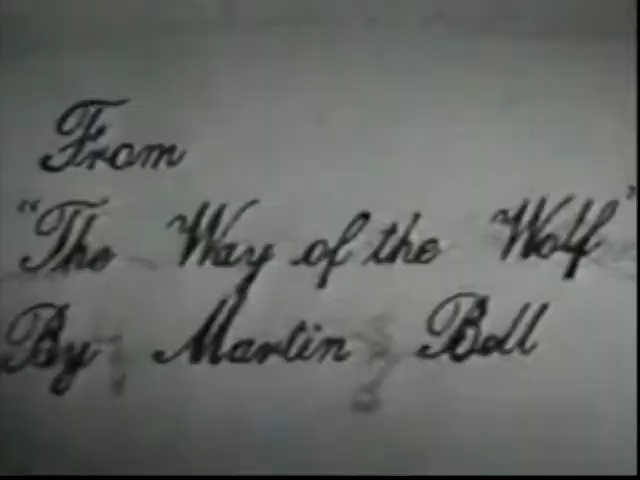 From
"The Way of the Wolf"
By Martin Bell